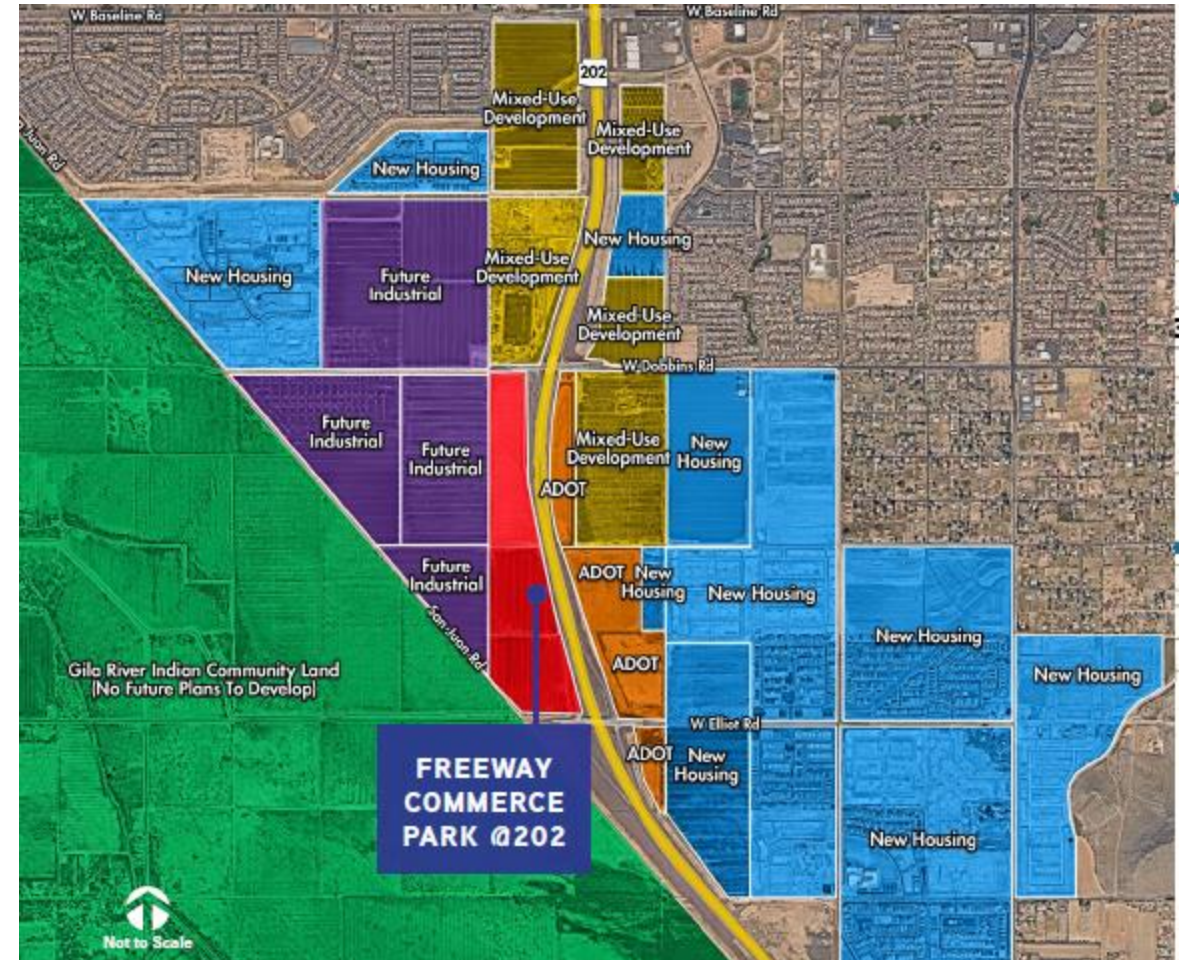 W Baseline Rd
W Baseline Rd
202
Mixed-Use
Development
Mixed-Use
Development
Juan Rd
New Housing
New Housing
Future
Industrial
Mixed-Use
Development
New Housing
Mixed-Use
Development
W Dobbins Rd
Future
Industrial
Future
Industrial
Mixed-Use
Development
New
Housing
ADOT
Future
Industrial
ADOT
New
Housing
New Housing
New Housing
San Juan Rd
Gila River Indian Community Land
(No Future Plans To Develop)
ADOT
New Housing
W Elliot Rd
ADOT
New
Housing
FREEWAY
COMMERCE
PARK @202
New Housing
Not to Scale